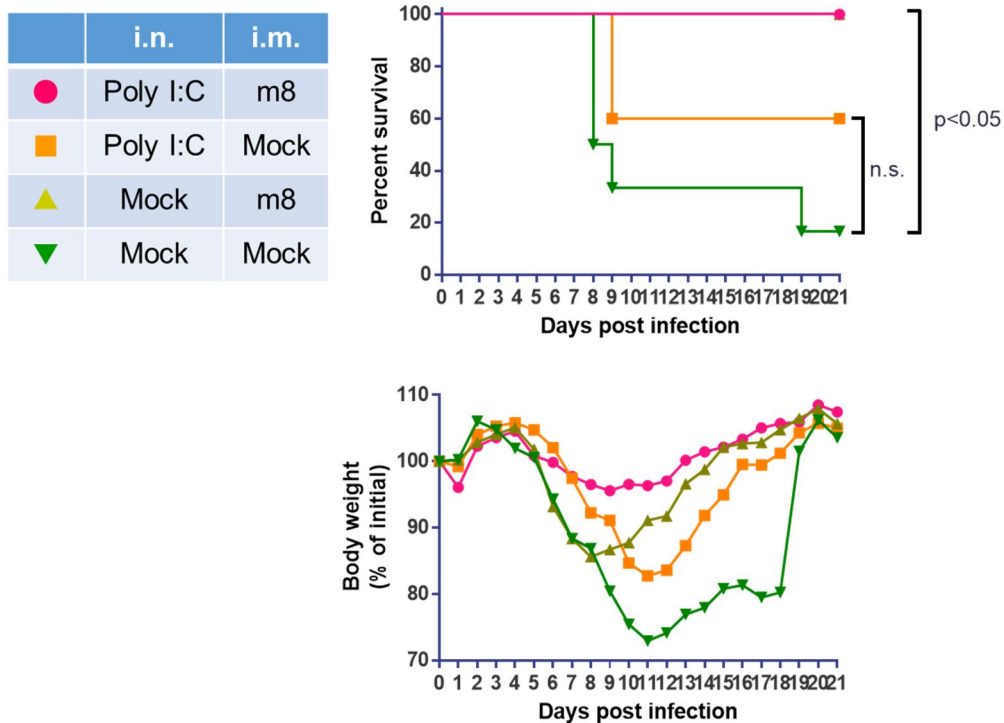 i.n. i.m.
Poly I:C m8
Poly I:C Mock
Mock m8
Mock Mock
Percent survival
100
80
60
40
20
0
0 1 2 3 4 5 6 7 8 9 10 11 12 13 14 15 16 17 18 19 20 21
Days post infection
n.s.
p<0.05
Body weight
(% of initial)
110
100
90
80
70
0 1 2 3 4 5 6 7 8 9 10 11 12 13 14 15 16 17 18 19 20 21
Days post infection